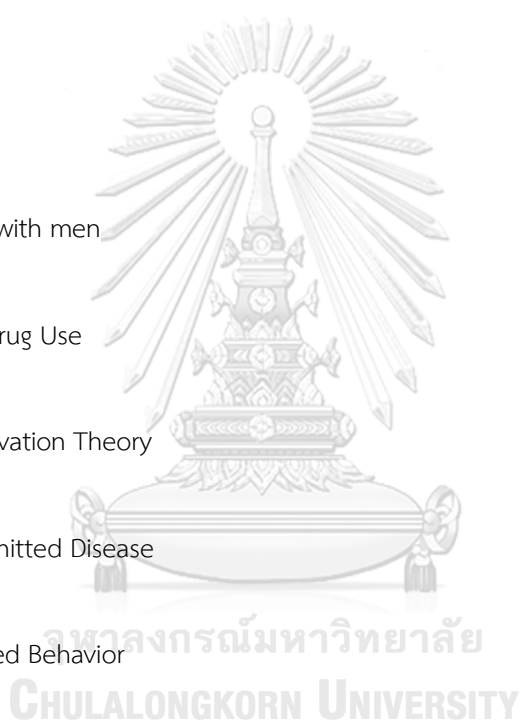 with men
rug Use
vation Theory
nitted Disease
ed Behavior
จุฬาลงกรณ์มหาวิทยาลัย
CHULALONGKORN UNIVERSITY